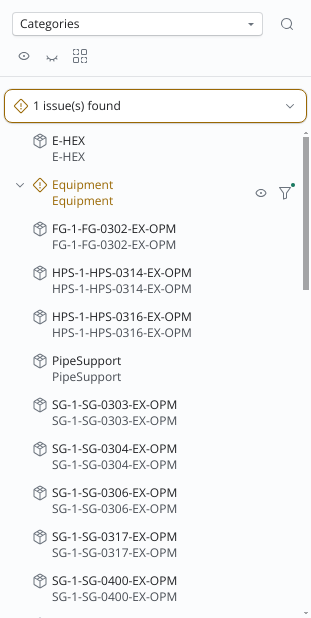 Categories
1 issue(s) found
E-HEX
E-HEX
Equipment
Equipment
FG-1-FG-0302-EX-OPM
FG-1-FG-0302-EX-OPM
HPS-1-HPS-0314-EX-OPM
HPS-1-HPS-0314-EX-OPM
HPS-1-HPS-0316-EX-OPM
HPS-1-HPS-0316-EX-OPM
PipeSupport
PipeSupport
SG-1-SG-0303-EX-OPM
SG-1-SG-0303-EX-OPM
SG-1-SG-0304-EX-OPM
SG-1-SG-0304-EX-OPM
SG-1-SG-0306-EX-OPM
SG-1-SG-0306-EX-OPM
SG-1-SG-0317-EX-OPM
SG-1-SG-0317-EX-OPM
SG-1-SG-0400-EX-OPM
SG-1-SG-0400-EX-OPM